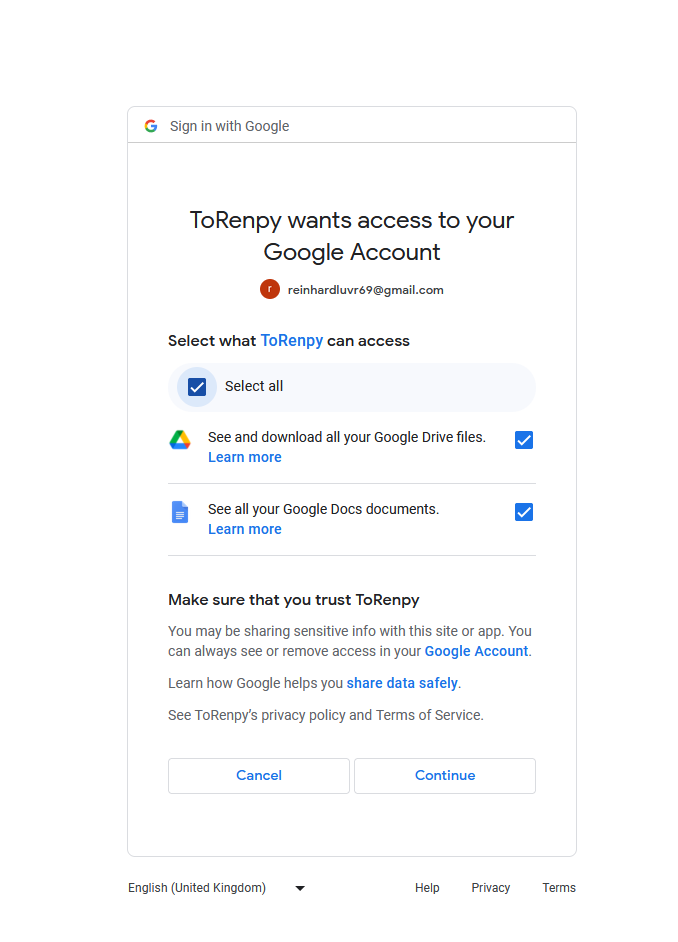 Sign in with Google
ToRenpy wants access to your
Google Account
r
reinhardluvr69@gmail.com
Select what ToRenpy can access
Select all
See and download all your Google Drive files.
Learn more
See all your Google Docs documents.
Learn more
Make sure that you trust ToRenpy
You may be sharing sensitive info with this site or app. You
can always see or remove access in your Google Account.
Learn how Google helps you share data safely.
See ToRenpy’s privacy policy and Terms of Service.
Cancel
Continue
English (United Kingdom)
Help
Privacy
Terms